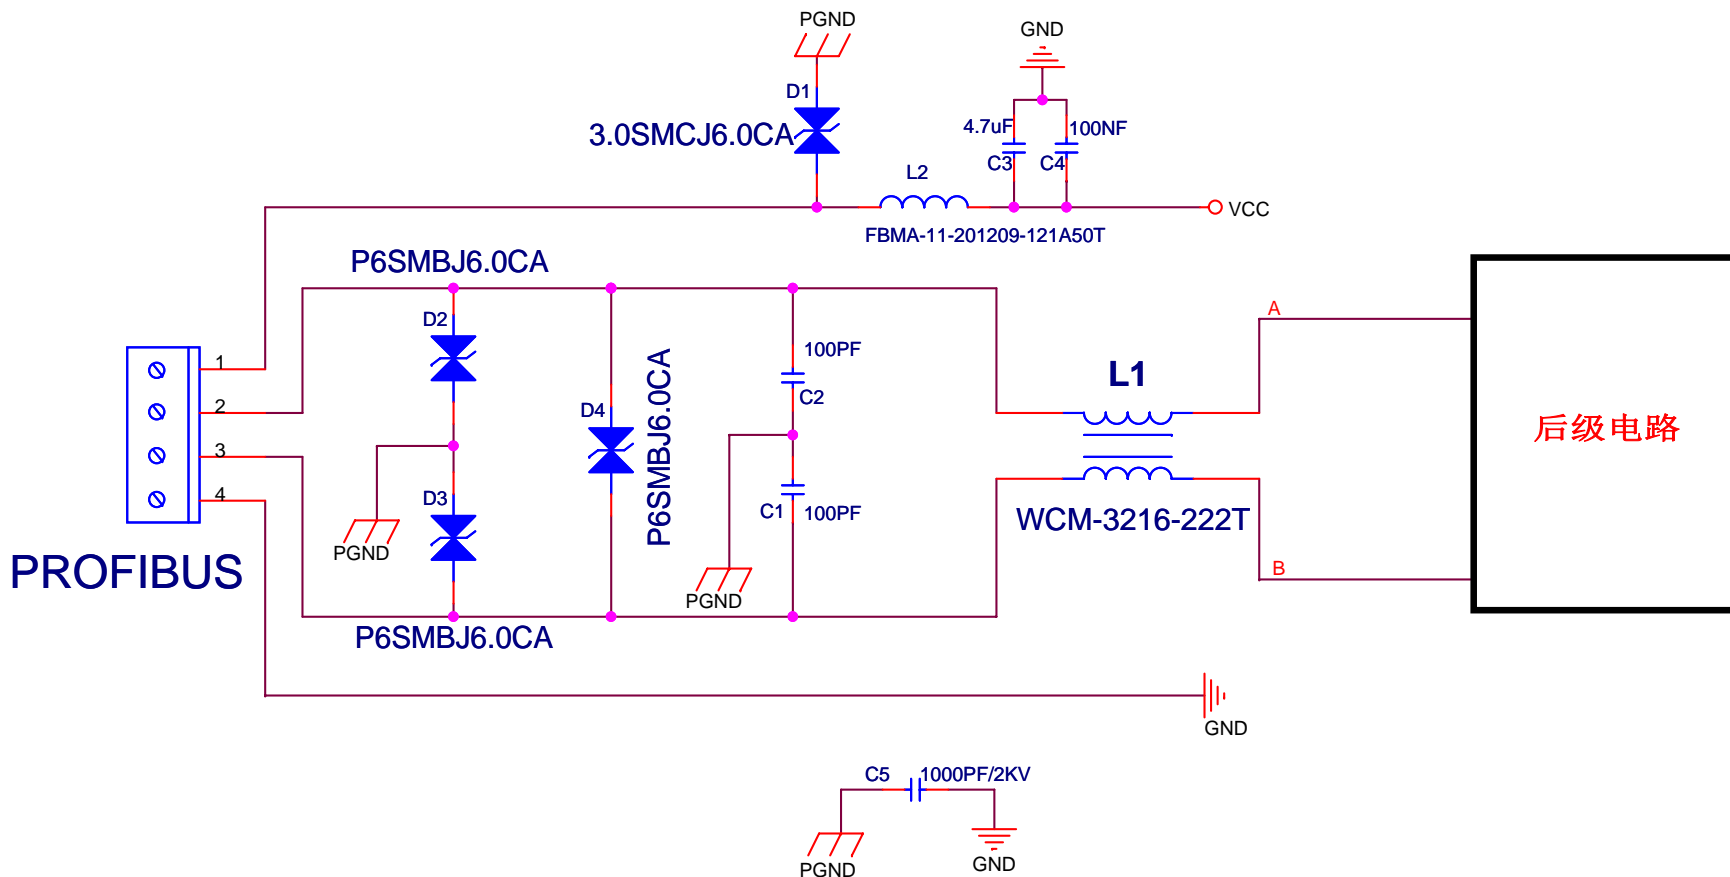 PGND
GND
D1
3.0SMCJ6.0CA
4.7uF
100NF
C3
C4
L2
VCC
FBMA-11-201209-121A50T
P6SMBJ6.0CA
A
D2
1
100PF
L1
P6SMBJ6.0CA
C2
2
D4
后级电路
3
4
D3
C1
100PF
WCM-3216-222T
PGND
PROFIBUS
B
PGND
P6SMBJ6.0CA
GND
C5
1000PF/2KV
PGND
GND